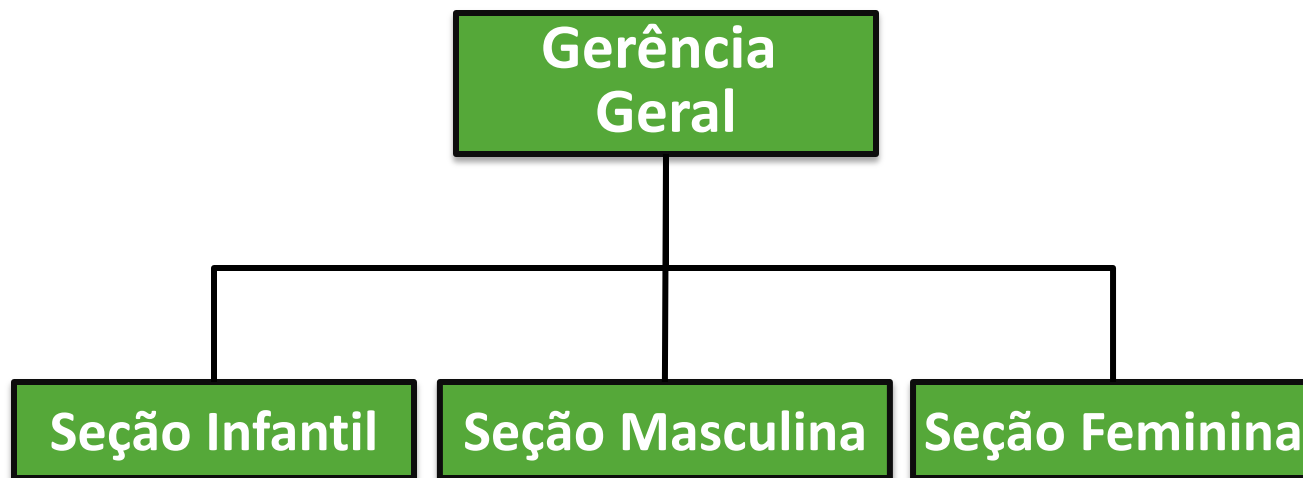 Gerência
Geral
Seção Infantil
Seção Masculina
Seção Feminina